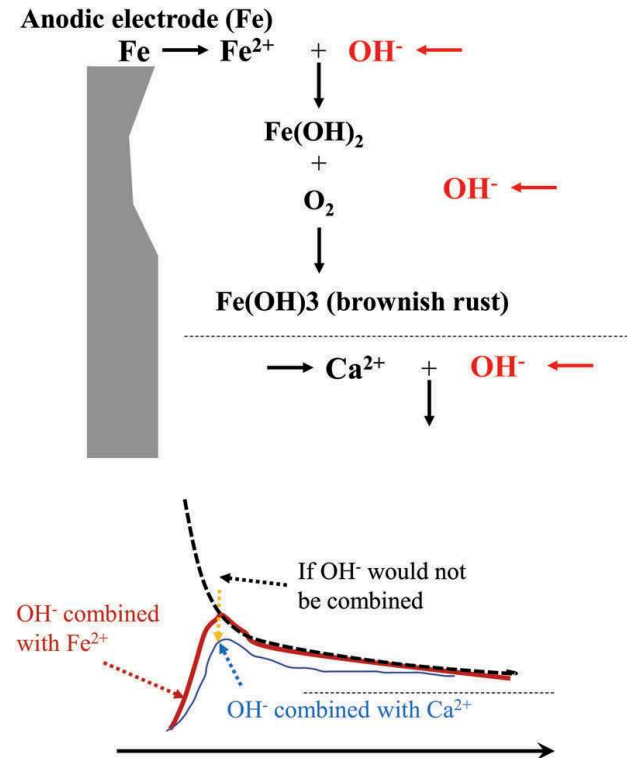 Anodic electrode (Fe)
Fe → Fe²⁺ + OH⁻ ←
Fe(OH)₂
+
O₂
OH⁻ ←
Fe(OH)3 (brownish rust)
→ Ca²⁺ + OH⁻ ←
If OH⁻ would not
be combined
OH⁻ combined
with Fe²⁺
OH⁻ combined with Ca²⁺